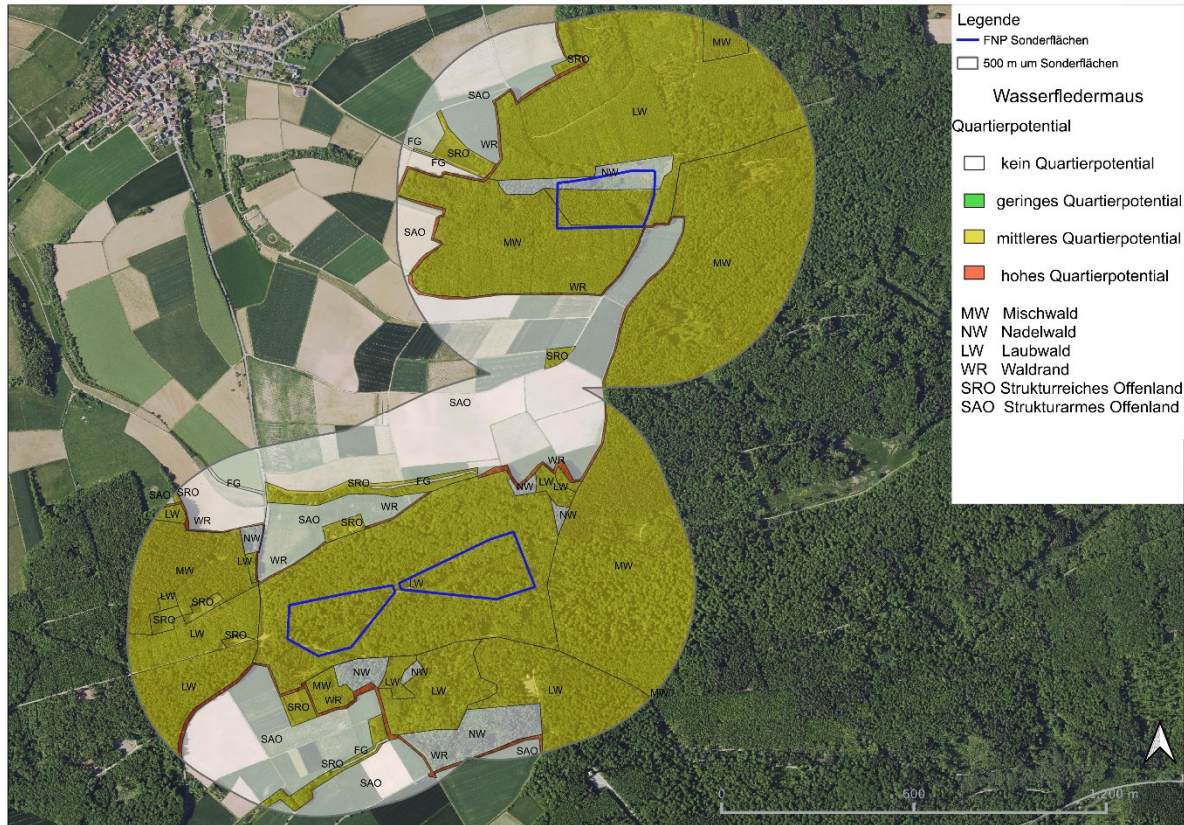 Legende
FNP Sonderflächen
500 m um Sonderflächen
Wasserfledermaus
Quartierpotential
kein Quartierpotential
geringes Quartierpotential
mittleres Quartierpotential
hohes Quartierpotential
MW Mischwald
NW Nadelwald
LW Laubwald
WR Waldrand
SRO Strukturreiches Offenland
SAO Strukturarmes Offenland
MW
SRO
SAO
LW
FG
WR
SRO
FG
NW
SAO
MW
MW
WR
SRO
SAO
WR
FG
SRO
FG
NW
LW
LW
SAO
SRO
LW
WR
SAO
SRO
WR
NW
NW
LW
WR
MW
LW
MW
LW
SRO
SRO
LW
SRO
LW
MW
NW
LW
NW
LW
LW
MW
SRO
WR
SAO
FG
WR
NW
SAO
SRO
SAO
0 600 1.200 m